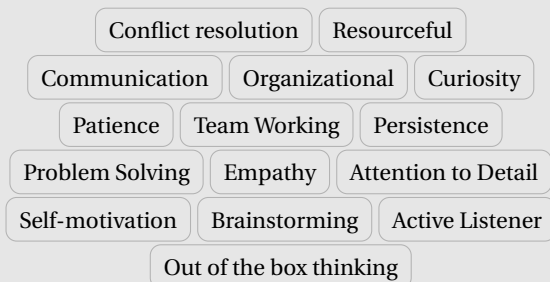 Conflict resolution Resourceful
Communication Organizational Curiosity
Patience Team Working Persistence
Problem Solving Empathy Attention to Detail
Self-motivation Brainstorming Active Listener
Out of the box thinking